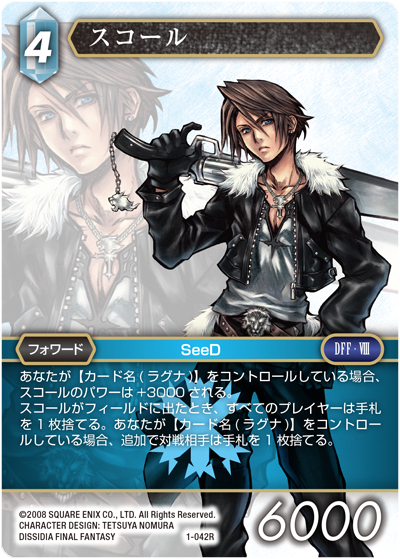 4
スコール
フォワード
SeeD
DFF・VIII
あなたが【カード名 ( ラグナ )】をコントロールしている場合、
スコールのパワーは +3000 される。
スコールがフィールドに出たとき、すべてのプレイヤーは手札
を 1 枚捨てる。あなたが【カード名 ( ラグナ )】をコントロー
ルしている場合、追加で対戦相手は手札を 1 枚捨てる。
©2008 SQUARE ENIX CO., LTD. All Rights Reserved.
CHARACTER DESIGN: TETSUYA NOMURA
DISSIDIA FINAL FANTASY
1-042R
6000